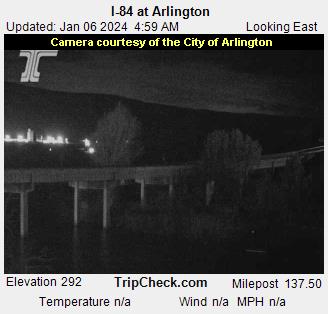 I-84 at Arlington
Updated: Jan 06 2024 4:59 AM Looking East
Camera courtesy of the City of Arlington
Elevation 292 TripCheck.com Milepost 137.50
Temperature n/a Wind n/a MPH n/a